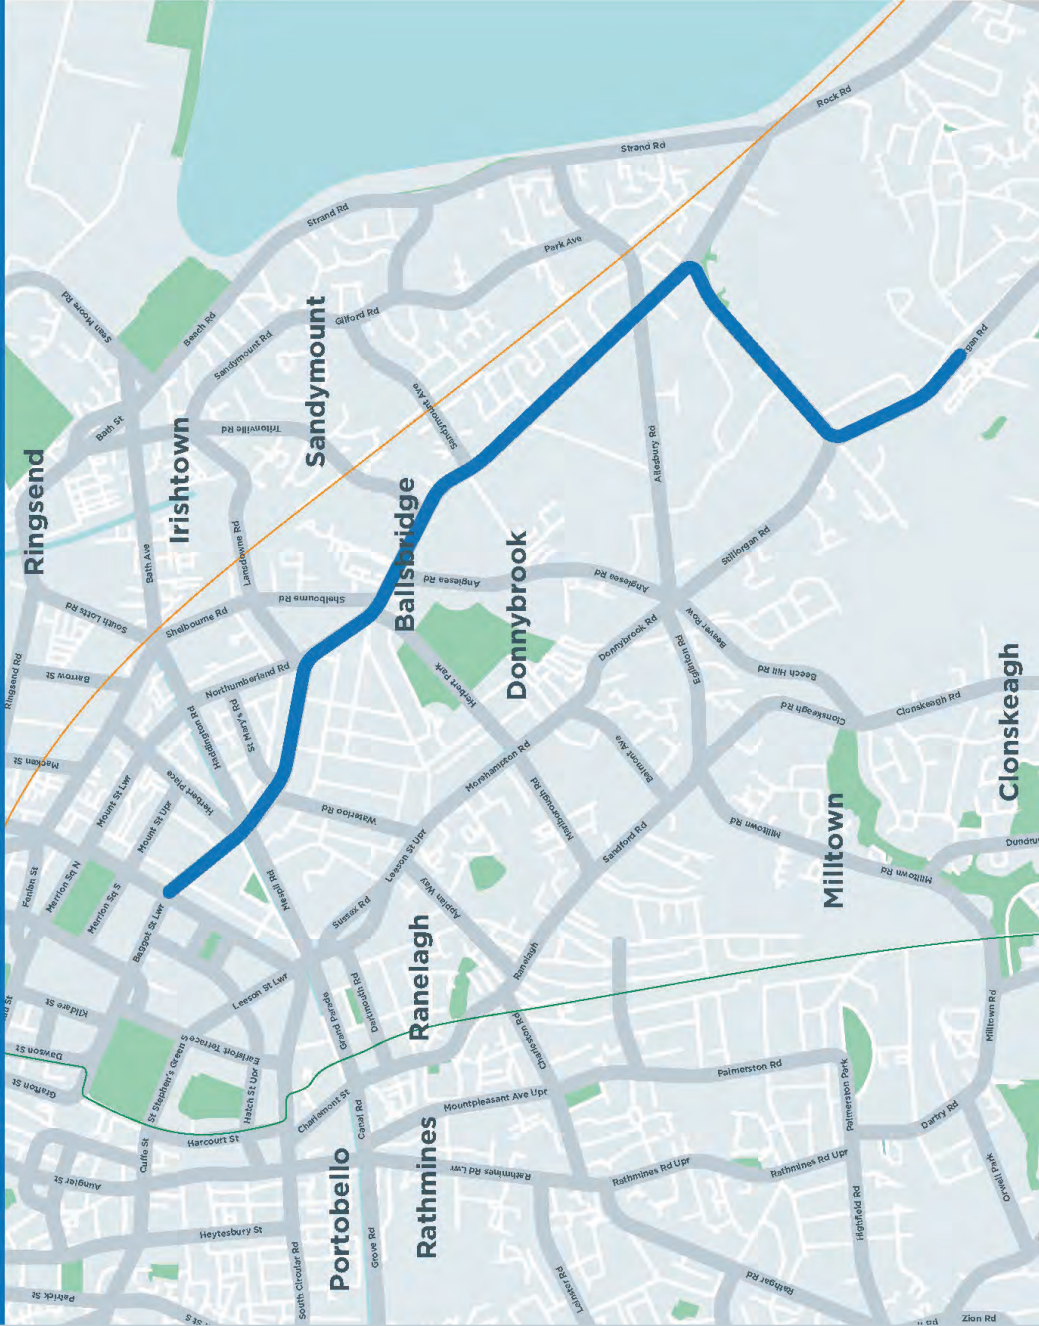 Rock Rd
Strand Rd
Strand Rd
Park Ave
Sean Moore Rd
Beach Rd
Gilford Rd
Sandymount Rd
Sandymount
Sandymount Ave
Bath St
Tritonville Rd
Irishtown
Ringsend
Ailesbury Rd
Ballsbridge
Lansdowne Rd
Bath Ave
Stillorgan Rd
Anglesea Rd
Anglesea Rd
Shelbourne Rd
Shelbourne Rd
South Lotts Rd
Donnybrook
Donnybrook Rd
Beaver Row
Eglinton Rd
Beech Hill Rd
Ringsend Rd
Barrow St
Northumberland Rd
Herbert Park
Clonskeagh Rd
Clonskeagh Rd
Clonskeagh
St Mary's Rd
Haddington Rd
Macken St
Mount St Lwr
Herbert Place
Mount St Upr
Morehampton Rd
Belmont Ave
Waterloo Rd
Marlborough Rd
Sandford Rd
Milltown Rd
Milltown
Milltown Rd
Leeson St Upr
Appian Way
Fenian St
Merrion Sq N
Merrion Sq S
Mespil Rd
Sussex Rd
Baggot St Lwr
Ranelagh
Ranelagh
Leeson St Lwr
Kildare St
Grand Parade
Dartmouth Rd
Charleston Rd
Milltown Rd
Dawson St
Earlsfort Terrace
St Stephen's Green S
Grafton St
Hatch St Upr
Charlemont St
Mountpleasant Ave Upr
Palmerston Rd
Palmerston Park
Dartry Rd
Canal Rd
Harcourt St
Cuffe St
Rathmines
Rathmines Rd Lwr
Rathmines Rd Upr
Rathmines Rd Upr
Orwell Park
Aungier St
Portobello
Heytesbury St
Grove Rd
Highfield Rd
South Circular Rd
Leinster Rd
Rathgar Rd
Patrick St
Zion Rd